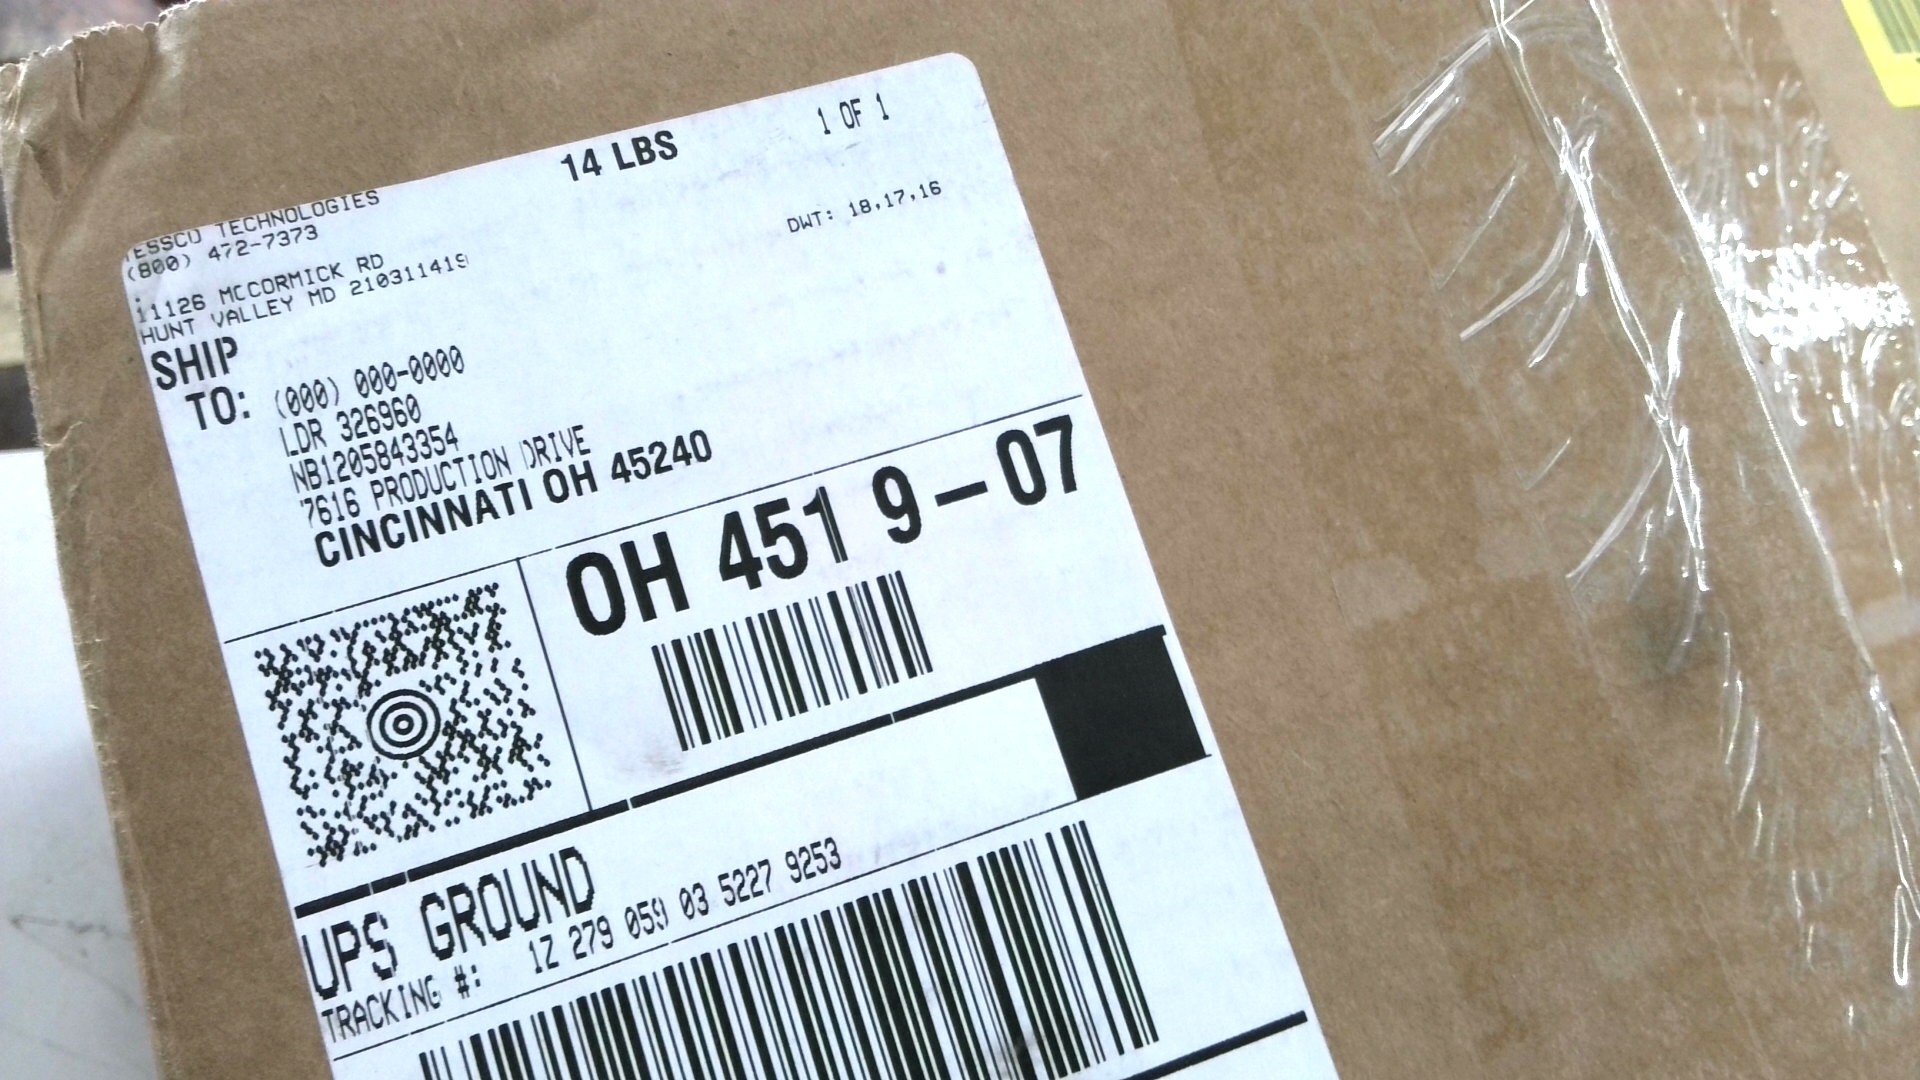 14 LBS
1 OF 1
TESSCO TECHNOLOGIES
(800) 472-7373
DWT: 18,17,16
11126 MCCORMICK RD
HUNT VALLEY MD 210311419
SHIP
TO:
(000) 000-0000
LDR 326960
NB1205843354
7616 PRODUCTION DRIVE
CINCINNATI OH 45240
OH 451 9-07
UPS GROUND
TRACKING #: 1Z 279 059 03 5227 9253